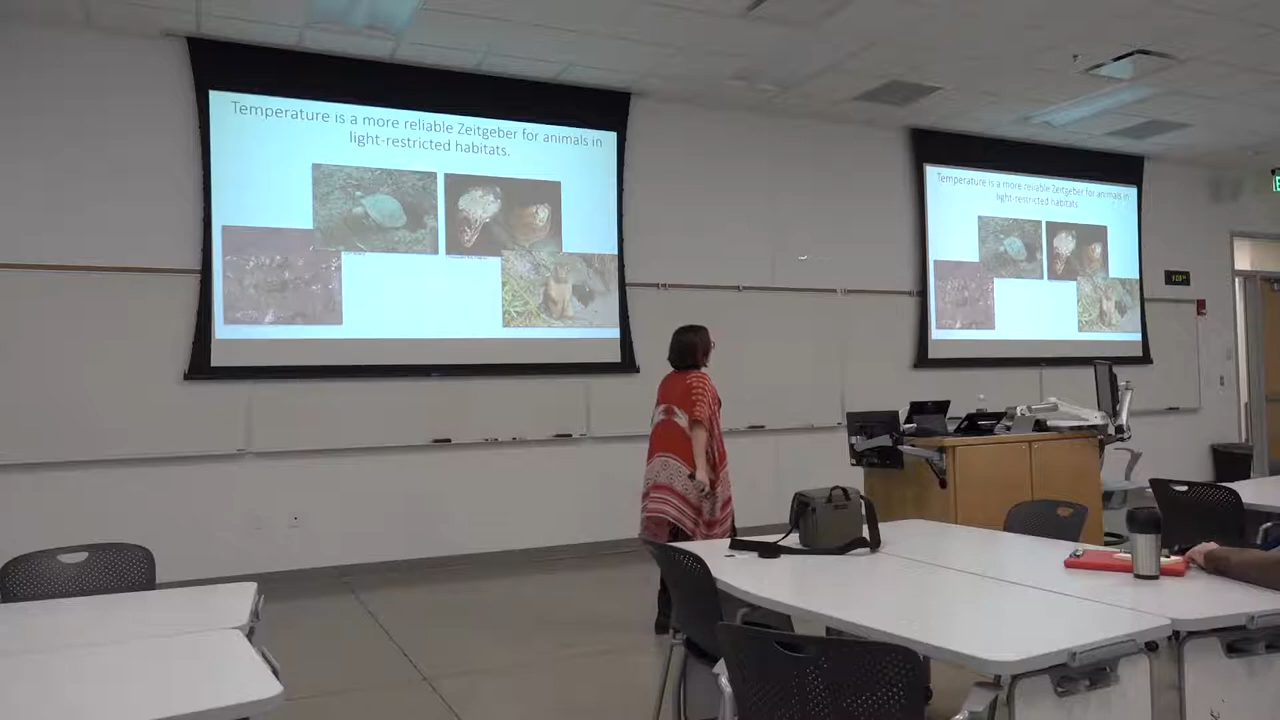 Temperature is a more reliable Zeitgeber for animals in
light-restricted habitats.
Temperature is a more reliable Zeitgeber for animals in
light-restricted habitats.